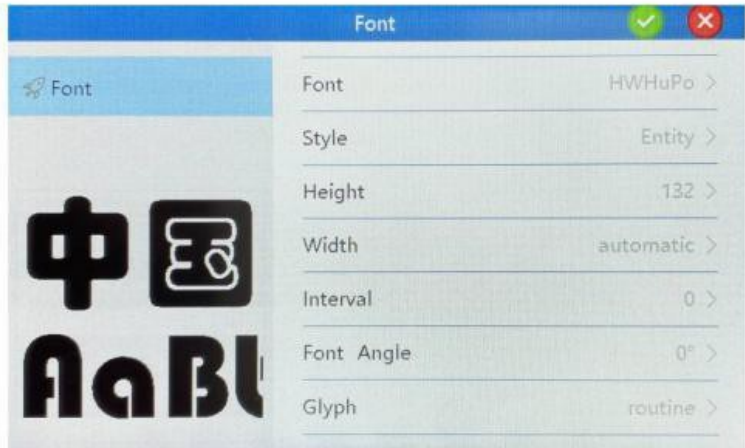 Font
Font
Font HWHuPo >
Style Entity >
Height 132 >
Width automatic >
Interval 0 >
Font Angle 0° >
Glyph routine >
中国
AaB